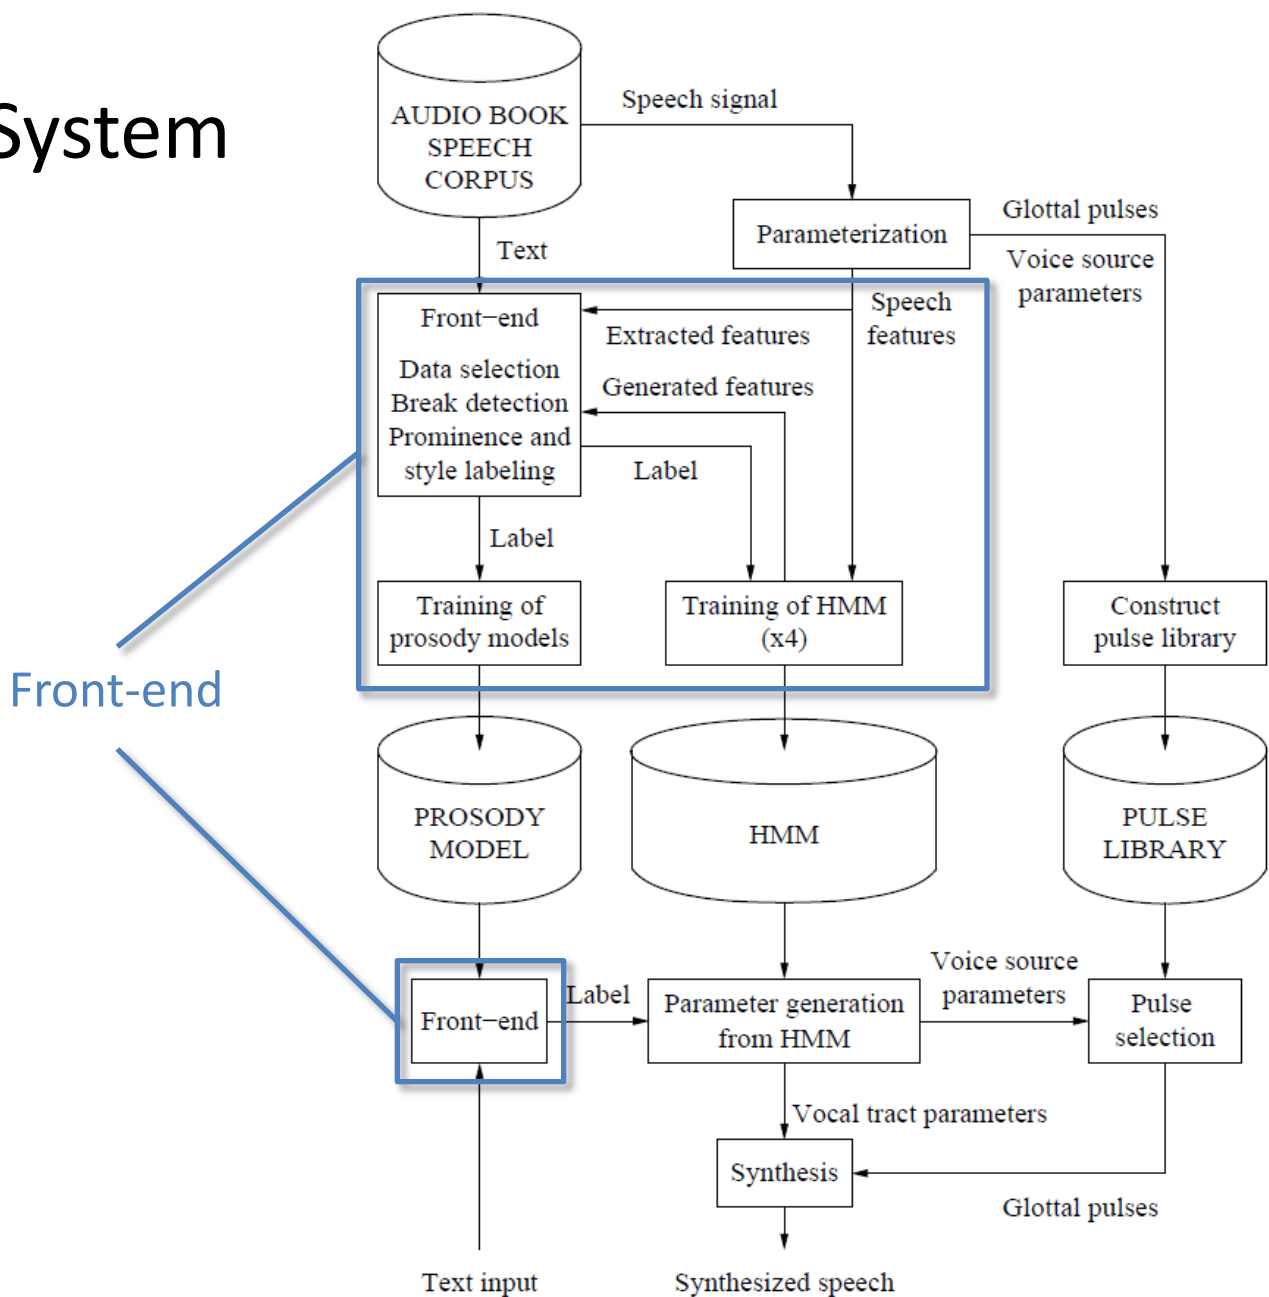 System
AUDIO BOOK
SPEECH
CORPUS
Speech signal
Text
Parameterization
Glottal pulses
Voice source
parameters
Front−end
Data selection
Break detection
Prominence and
style labeling
Extracted features
Speech
features
Generated features
Label
Label
Training of
prosody models
Training of HMM
(x4)
Construct
pulse library
Front-end
PROSODY
MODEL
HMM
PULSE
LIBRARY
Front−end
Label
Parameter generation
from HMM
Voice source
parameters
Pulse
selection
Vocal tract parameters
Synthesis
Glottal pulses
Text input
Synthesized speech